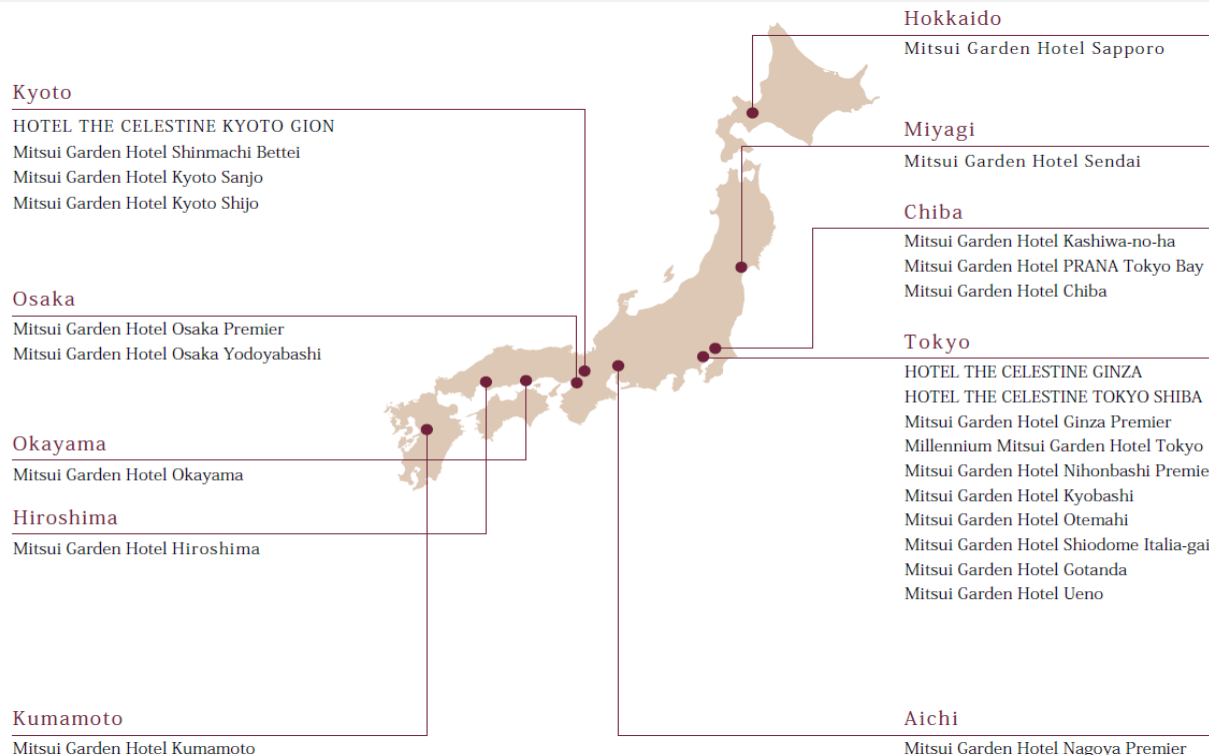 Kyoto
HOTEL THE CELESTINE KYOTO GION
Mitsui Garden Hotel Shinmachi Bettei
Mitsui Garden Hotel Kyoto Sanjo
Mitsui Garden Hotel Kyoto Shijo
Osaka
Mitsui Garden Hotel Osaka Premier
Mitsui Garden Hotel Osaka Yodoyabashi
Okayama
Mitsui Garden Hotel Okayama
Hiroshima
Mitsui Garden Hotel Hiroshima
Kumamoto
Mitsui Garden Hotel Kumamoto
Hokkaido
Mitsui Garden Hotel Sapporo
Miyagi
Mitsui Garden Hotel Sendai
Chiba
Mitsui Garden Hotel Kashiwa-no-ha
Mitsui Garden Hotel PRANA Tokyo Bay
Mitsui Garden Hotel Chiba
Tokyo
HOTEL THE CELESTINE GINZA
HOTEL THE CELESTINE TOKYO SHIBA
Mitsui Garden Hotel Ginza Premier
Millennium Mitsui Garden Hotel Tokyo
Mitsui Garden Hotel Nihonbashi Premie
Mitsui Garden Hotel Kyobashi
Mitsui Garden Hotel Otemahi
Mitsui Garden Hotel Shiodome Italia-gai
Mitsui Garden Hotel Gotanda
Mitsui Garden Hotel Ueno
Aichi
Mitsui Garden Hotel Nagoya Premier